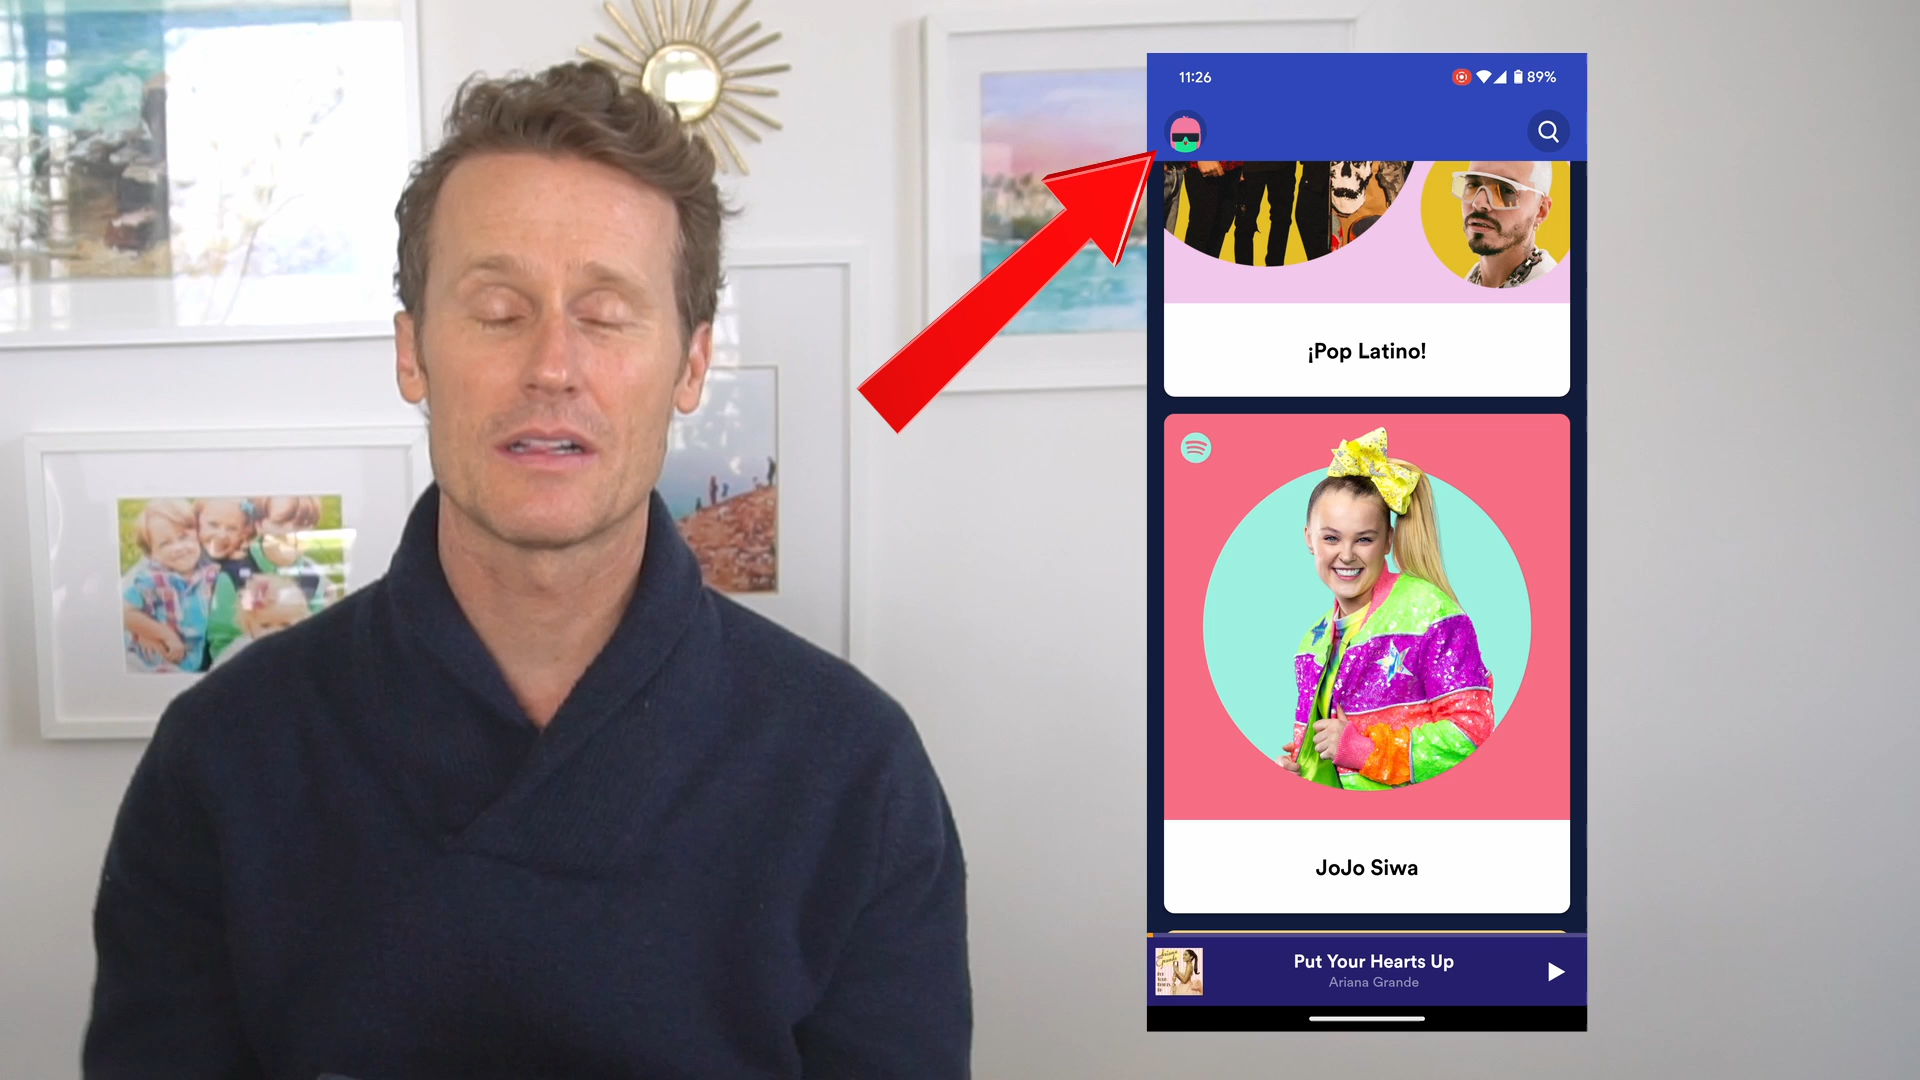 11:26
89%
¡Pop Latino!
JoJo Siwa
Put Your Hearts Up
Ariana Grande